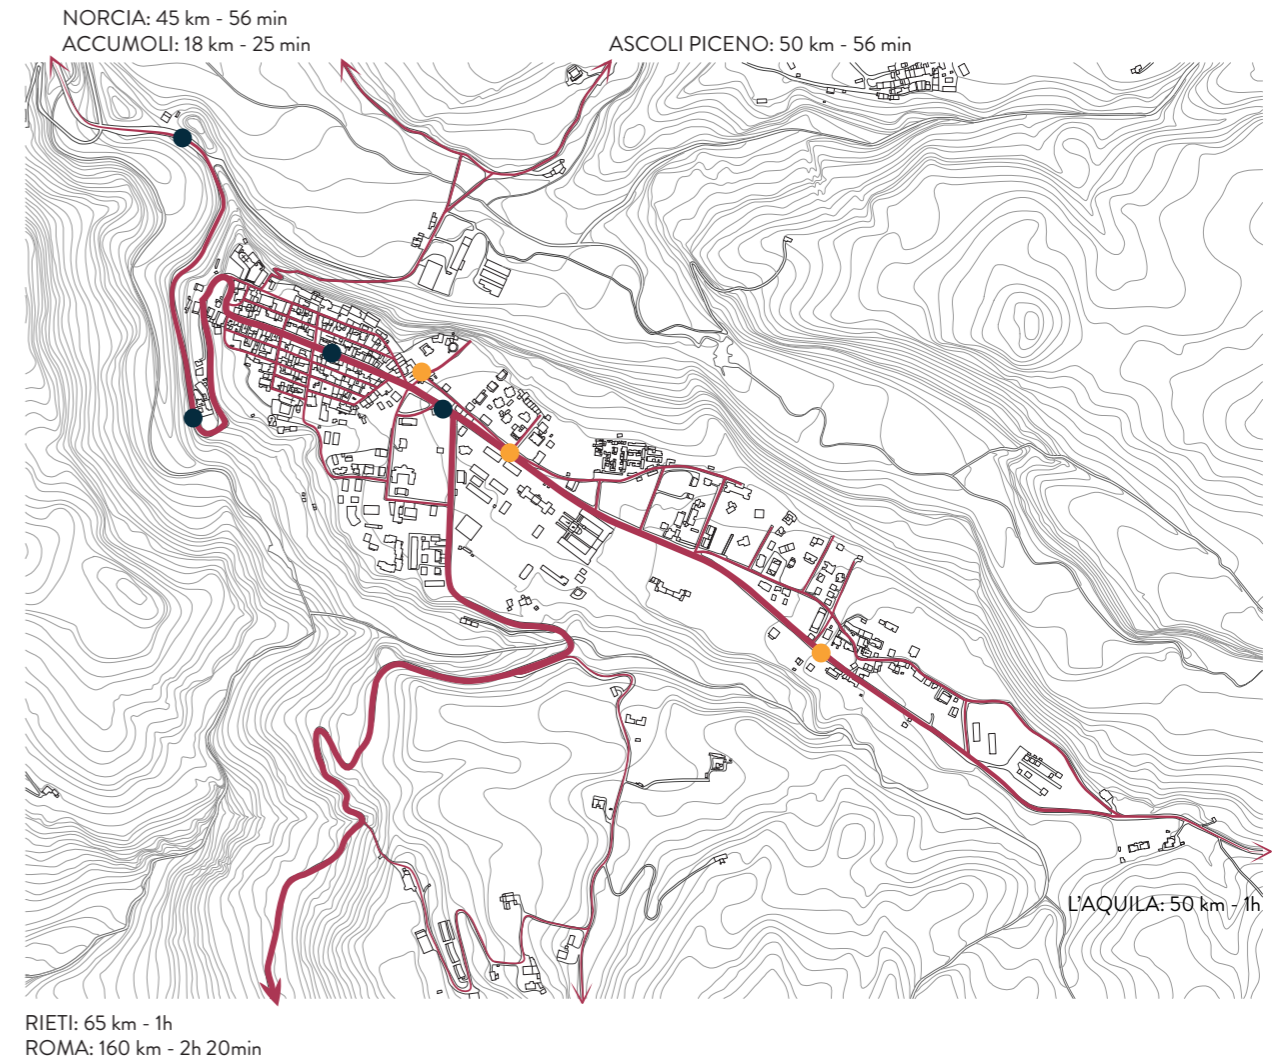 NORCIA: 45 km - 56 min
ACCUMOLI: 18 km - 25 min
ASCOLI PICENO: 50 km - 56 min
L'AQUILA: 50 km - 1h
RIETI: 65 km - 1h
ROMA: 160 km - 2h 20min